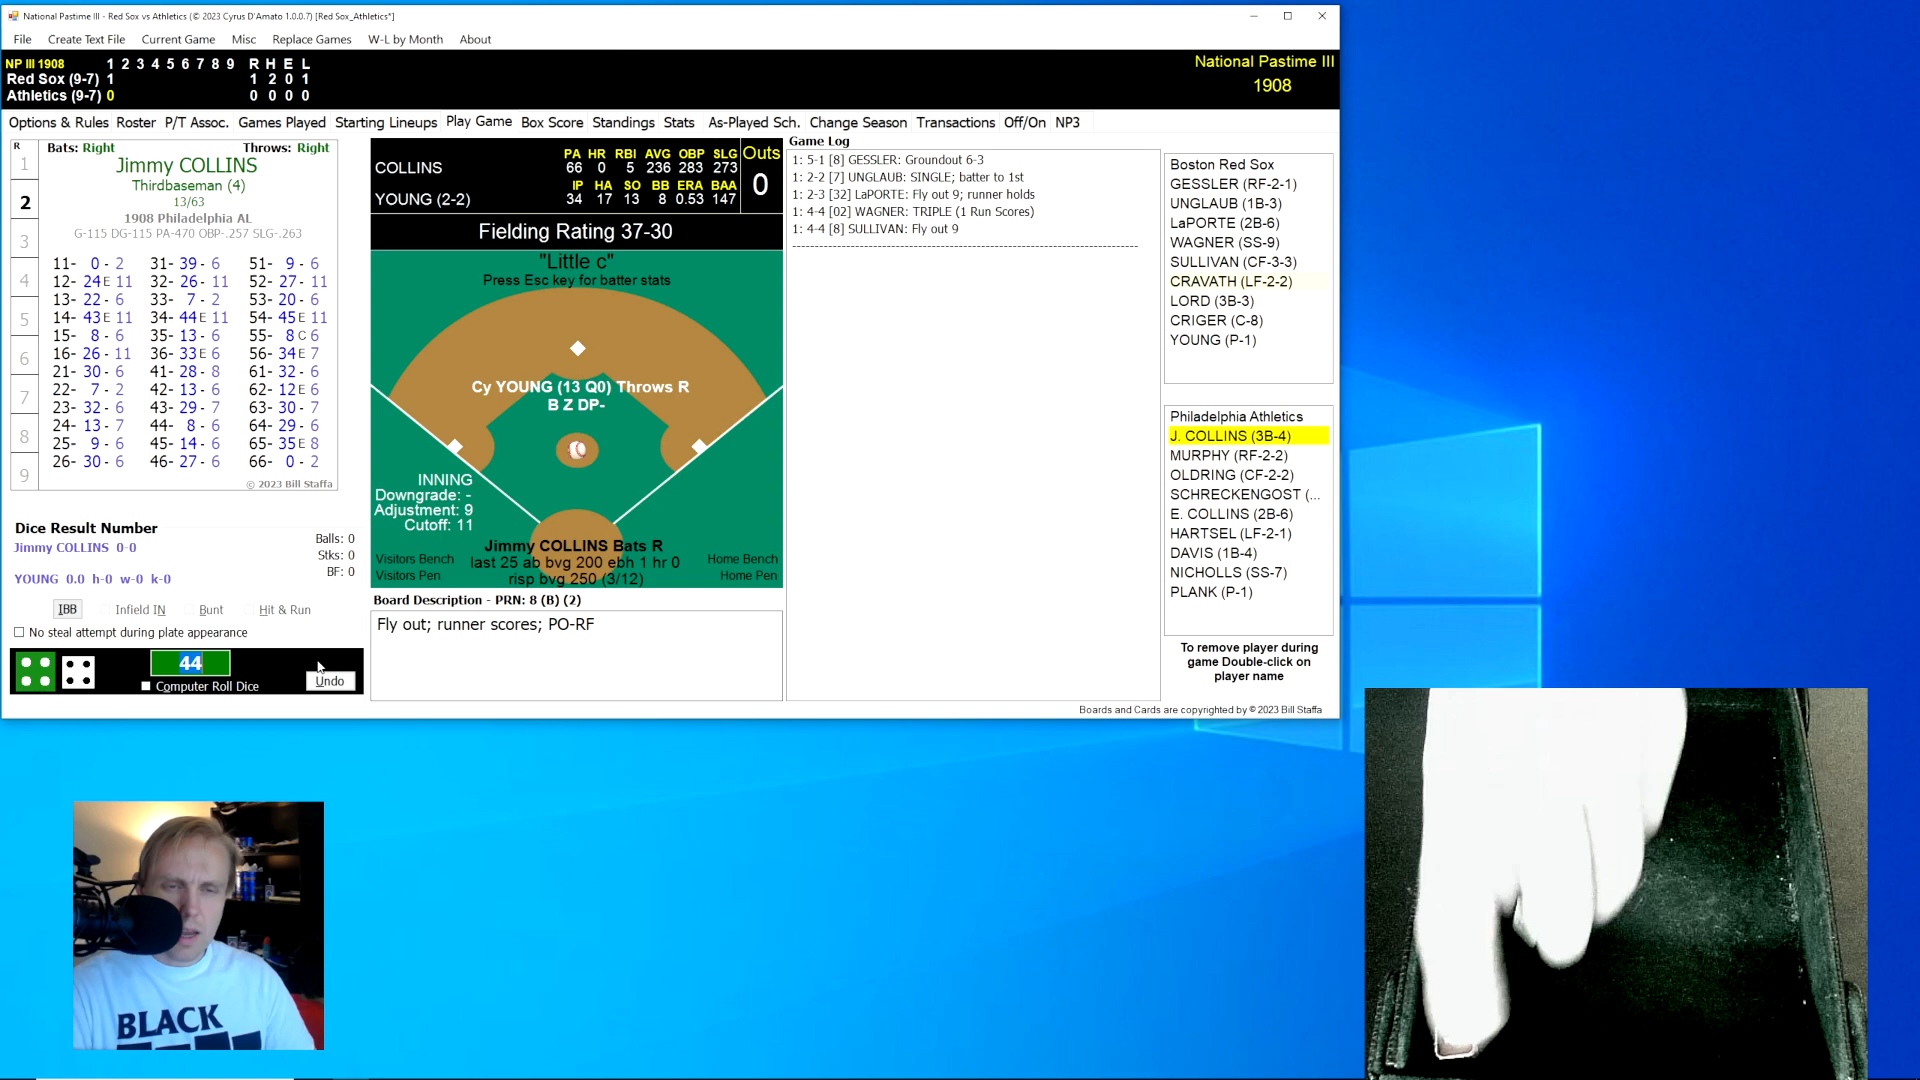 National Pastime III - Red Sox vs Athletics (© 2023 Cyrus D'Amato 1.0.0.7) [Red Sox_Athletics*]
File Create Text File Current Game Misc Replace Games W-L by Month About
NP III 1908 1 2 3 4 5 6 7 8 9 R H E L
Red Sox (9-7) 1 1 2 0 1
Athletics (9-7) 0 0 0 0 0
National Pastime III
1908
Options & Rules Roster P/T Assoc. Games Played Starting Lineups Play Game Box Score Standings Stats As-Played Sch. Change Season Transactions Off/On NP3
R
1
2
3
4
5
6
7
8
9
Bats: Right Throws: Right
Jimmy COLLINS
Thirdbaseman (4)
13/63
1908 Philadelphia AL
G-115 DG-115 PA-470 OBP-.257 SLG-.263
11- 0 - 2 31- 39 - 6 51- 9 - 6
12- 24 E 11 32- 26 - 11 52- 27 - 11
13- 22 - 6 33- 7 - 2 53- 20 - 6
14- 43 E 11 34- 44 E 11 54- 45 E 11
15- 8 - 6 35- 13 - 6 55- 8 C 6
16- 26 - 11 36- 33 E 6 56- 34 E 7
21- 30 - 6 41- 28 - 8 61- 32 - 6
22- 7 - 2 42- 13 - 6 62- 12 E 6
23- 32 - 6 43- 29 - 7 63- 30 - 7
24- 13 - 7 44- 8 - 6 64- 29 - 6
25- 9 - 6 45- 14 - 6 65- 35 E 8
26- 30 - 6 46- 27 - 6 66- 0 - 2
© 2023 Bill Staffa
Dice Result Number
Jimmy COLLINS 0-0
YOUNG 0.0 h-0 w-0 k-0
Balls: 0
Stks: 0
BF: 0
IBB Infield IN Bunt Hit & Run
No steal attempt during plate appearance
44
Computer Roll Dice
Undo
PA HR RBI AVG OBP SLG
COLLINS 66 0 5 236 283 273
IP HA SO BB ERA BAA
YOUNG (2-2) 34 17 13 8 0.53 147
Outs
0
Fielding Rating 37-30
"Little c"
Press Esc key for batter stats
Cy YOUNG (13 Q0) Throws R
B Z DP-
INNING
Downgrade: -
Adjustment: 9
Cutoff: 11
Jimmy COLLINS Bats R
last 25 ab bvg 200 ebh 1 hr 0
risp bvg 250 (3/12)
Visitors Bench
Visitors Pen
Home Bench
Home Pen
Board Description - PRN: 8 (B) (2)
Fly out; runner scores; PO-RF
Game Log
1: 5-1 [8] GESSLER: Groundout 6-3
1: 2-2 [7] UNGLAUB: SINGLE; batter to 1st
1: 2-3 [32] LaPORTE: Fly out 9; runner holds
1: 4-4 [02] WAGNER: TRIPLE (1 Run Scores)
1: 4-4 [8] SULLIVAN: Fly out 9
Boston Red Sox
GESSLER (RF-2-1)
UNGLAUB (1B-3)
LaPORTE (2B-6)
WAGNER (SS-9)
SULLIVAN (CF-3-3)
CRAVATH (LF-2-2)
LORD (3B-3)
CRIGER (C-8)
YOUNG (P-1)
Philadelphia Athletics
J. COLLINS (3B-4)
MURPHY (RF-2-2)
OLDRING (CF-2-2)
SCHRECKENGOST (...
E. COLLINS (2B-6)
HARTSEL (LF-2-1)
DAVIS (1B-4)
NICHOLLS (SS-7)
PLANK (P-1)
To remove player during
game Double-click on
player name
Boards and Cards are copyrighted by © 2023 Bill Staffa
BLACK